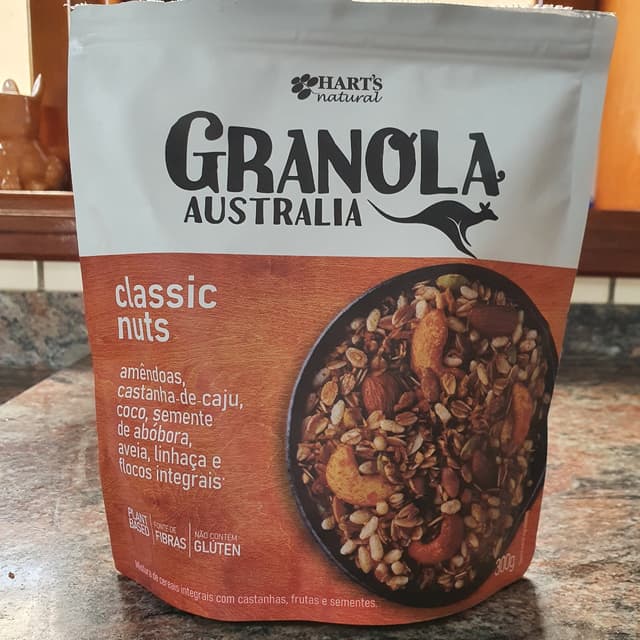 HART'S
natural
GRANOLA
AUSTRALIA
classic
nuts
amêndoas,
castanha-de-caju,
coco, semente
de abóbora,
aveia, linhaça e
flocos integrais*
PLANT
BASED
FONTE DE
FIBRAS
NÃO CONTÉM
GLÚTEN
Mistura de cereais integrais com castanhas, frutas e sementes.
300g